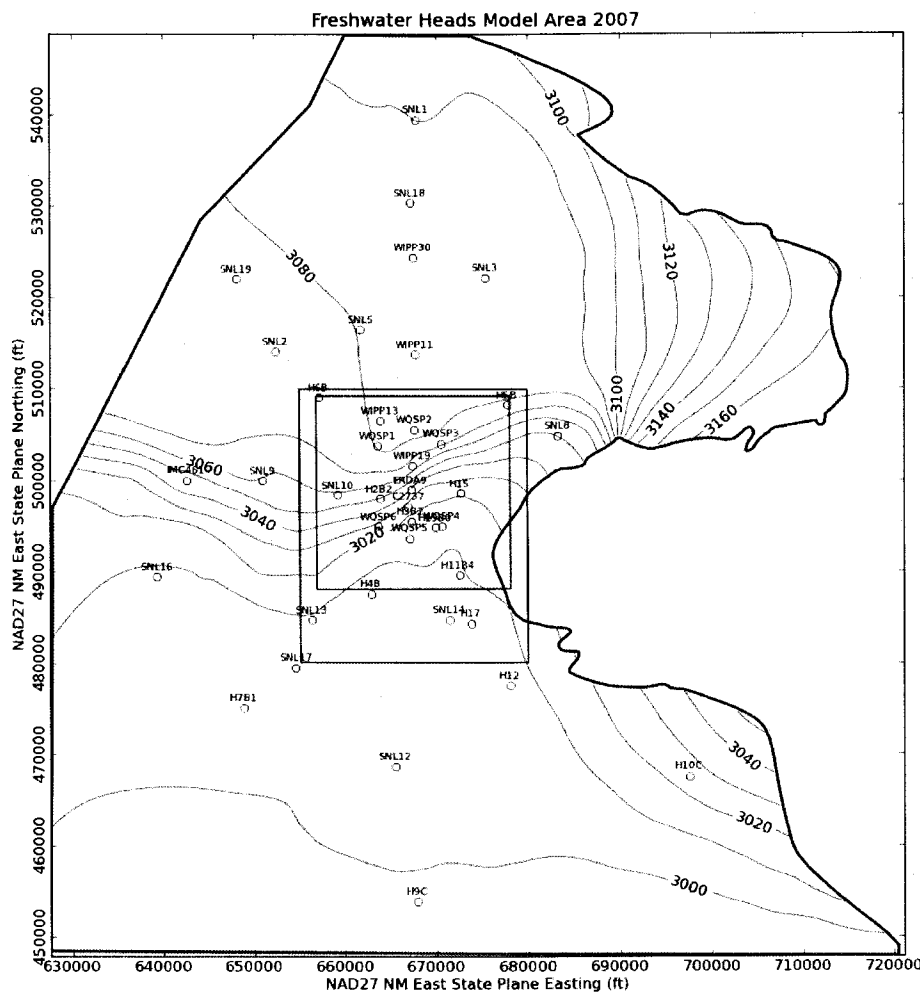 Freshwater Heads Model Area 2007
NAD27 NM East State Plane Northing (ft)
540000
530000
520000
510000
500000
490000
480000
470000
460000
450000
3100
SNL1
SNL18
WIPP30
3120
SNL19
3080
SNL3
SNL5
SNL2
WIPP11
H6B
H5B
3100
3140
3160
WIPP13
WQSP2
WQSP1
WQSP3
SNL8
3060
WIPP19
IMC461
SNL9
ERDA9
SNL10
H2B2
H15
C2737
3040
WQSP6
WQSP4
WQSP5
3020
SNL16
H11B4
H4B
SNL13
SNL14
H17
SNL17
H12
H7B1
3040
SNL12
H10C
3020
3000
H9C
630000 640000 650000 660000 670000 680000 690000 700000 710000 720000
NAD27 NM East State Plane Easting (ft)